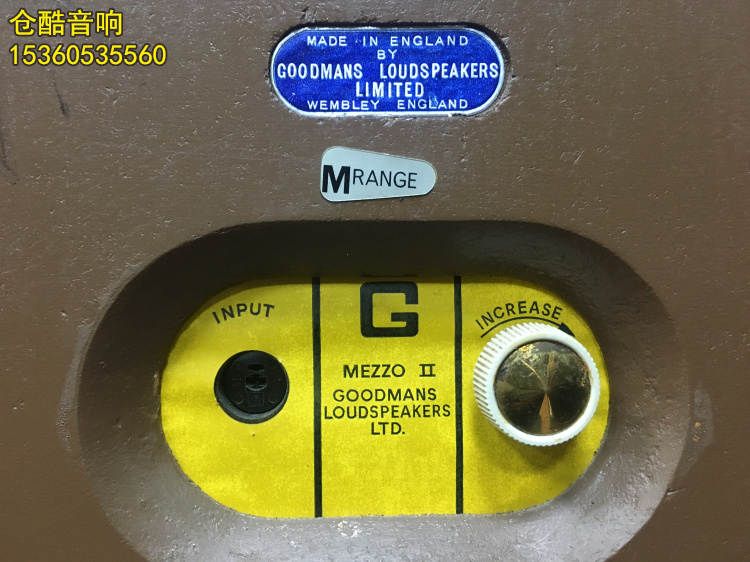 仓酷音响
15360535560
MADE IN ENGLAND
BY
GOODMANS LOUDSPEAKERS
LIMITED
WEMBLEY ENGLAND
MRANGE
INPUT
G
INCREASE
MEZZO II
GOODMANS
LOUDSPEAKERS
LTD.